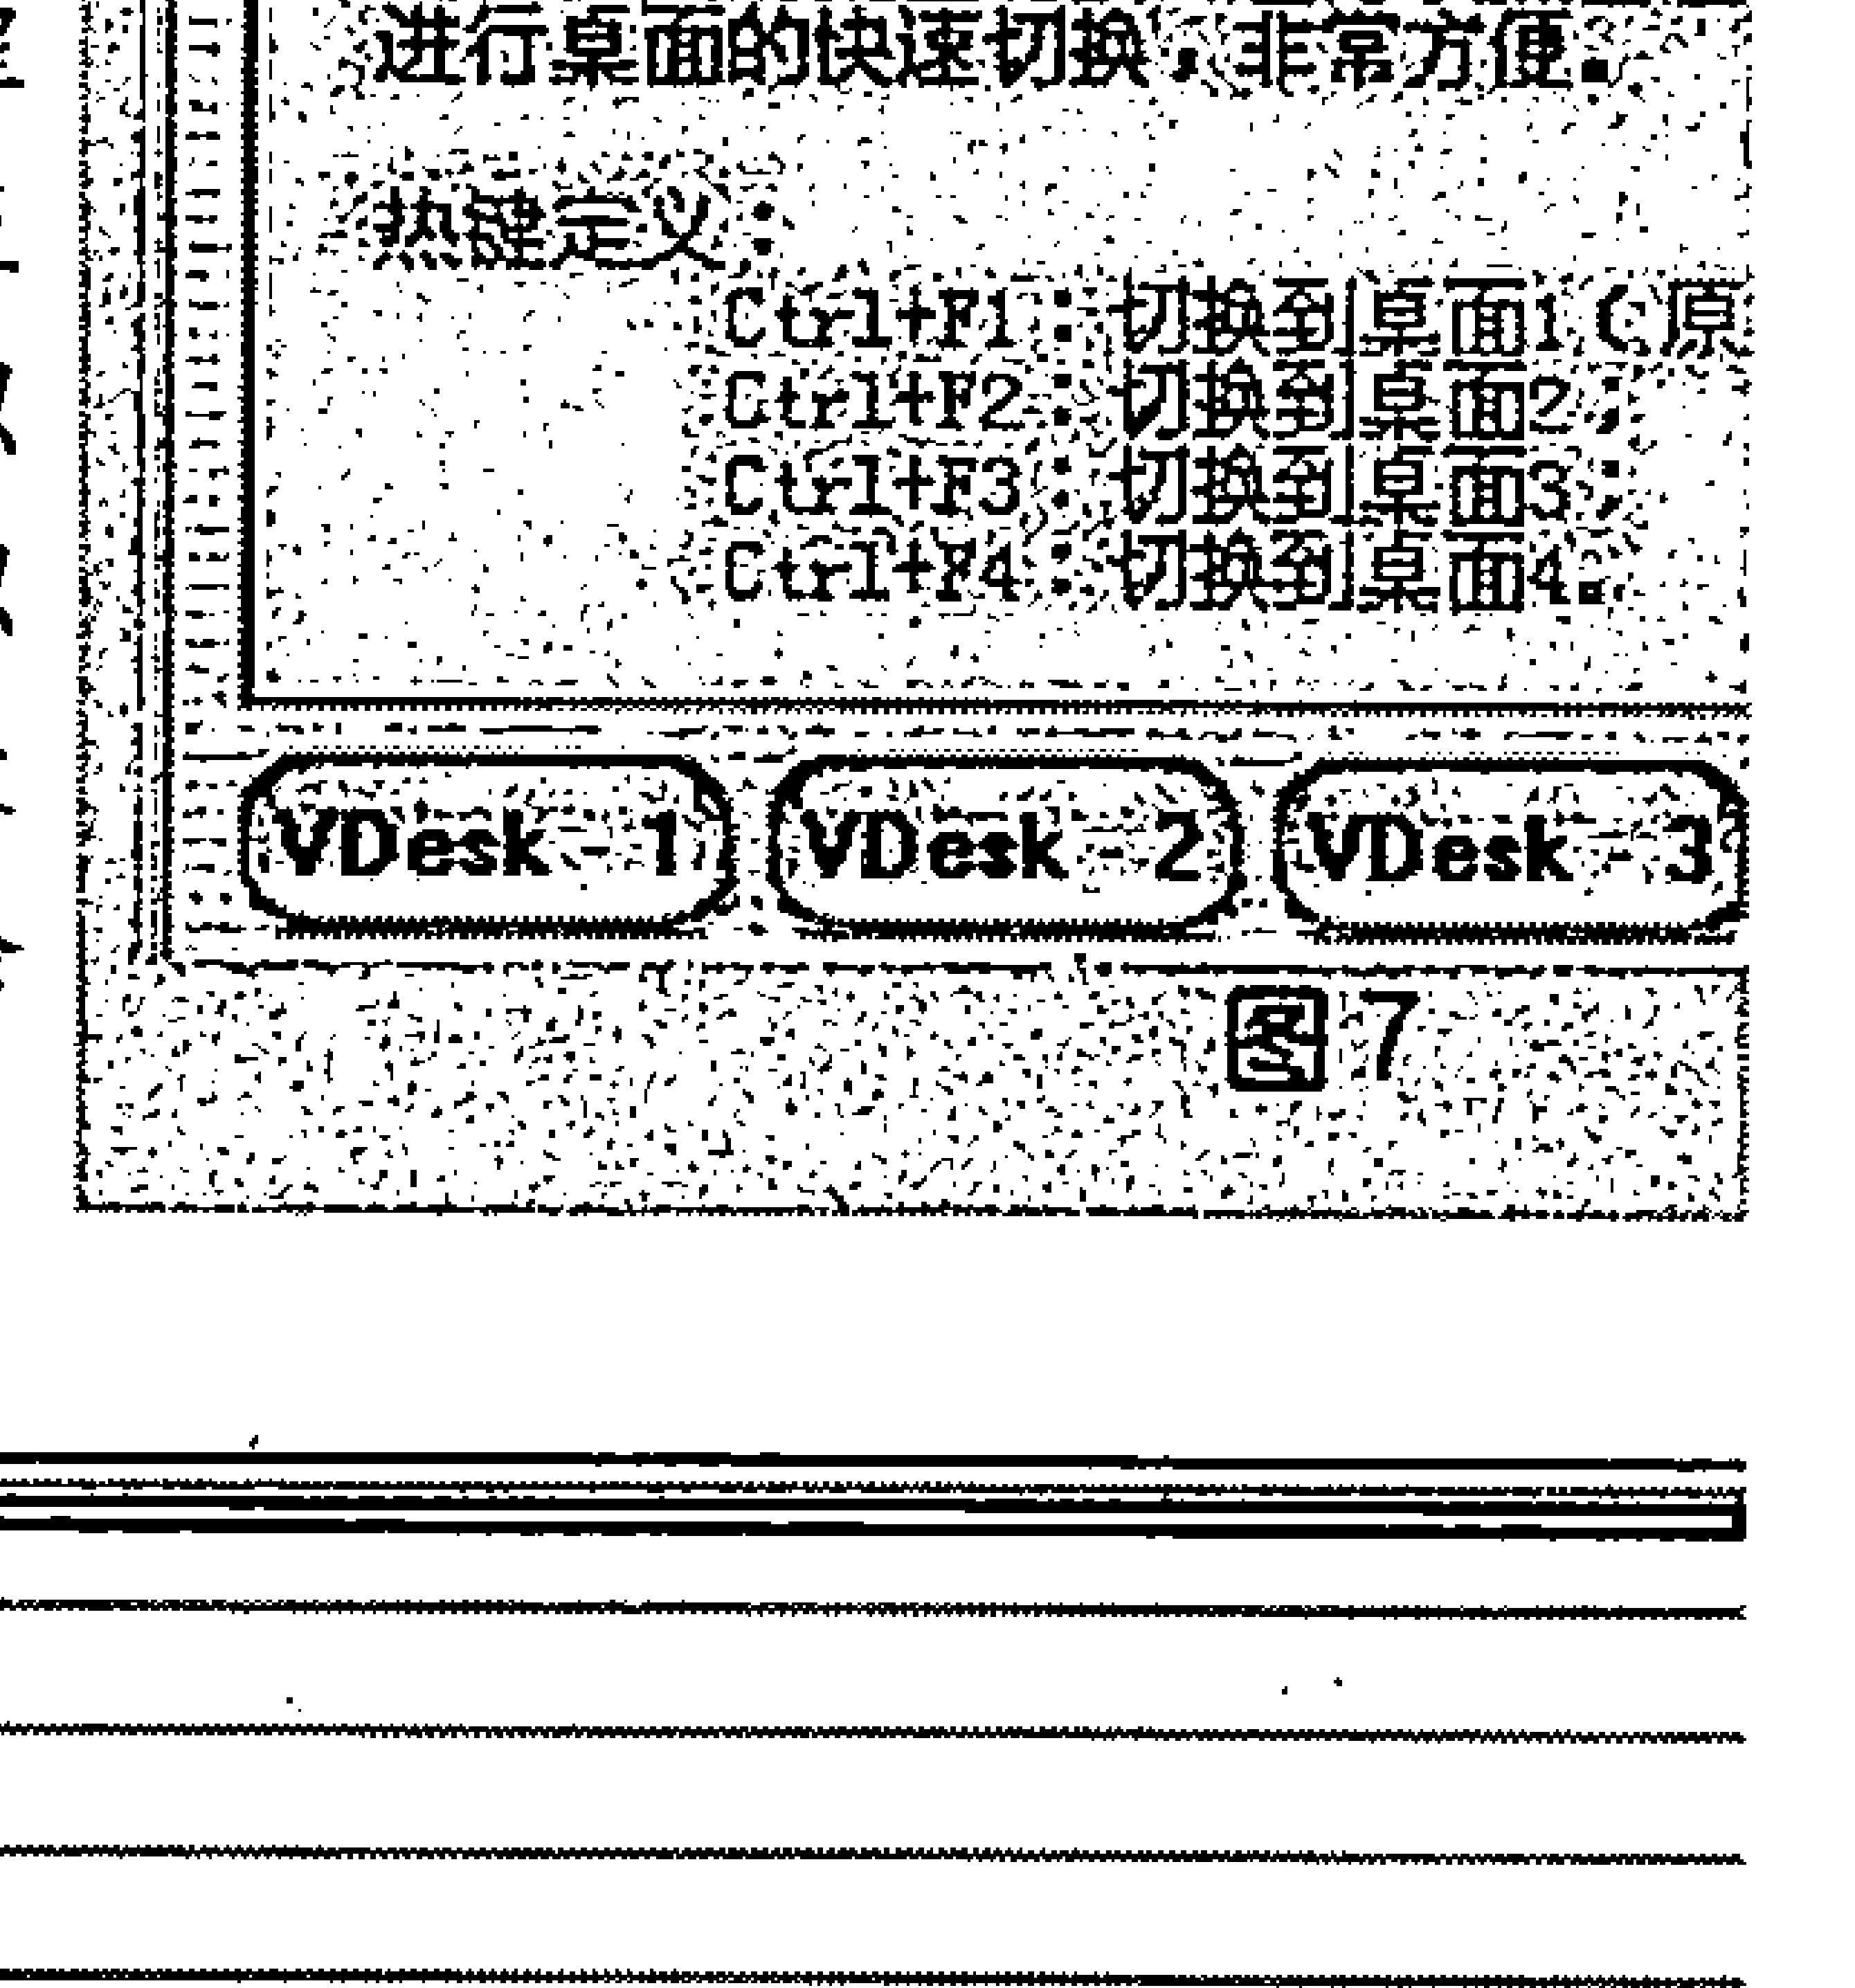 进行桌面的快速切换，非常方便.
热键定义：
Ctrl+F1：切换到桌面1（原
Ctrl+F2：切换到桌面2；
Ctrl+F3：切换到桌面3；
Ctrl+F4：切换到桌面4.
VDesk - 1 VDesk - 2 VDesk - 3
图7